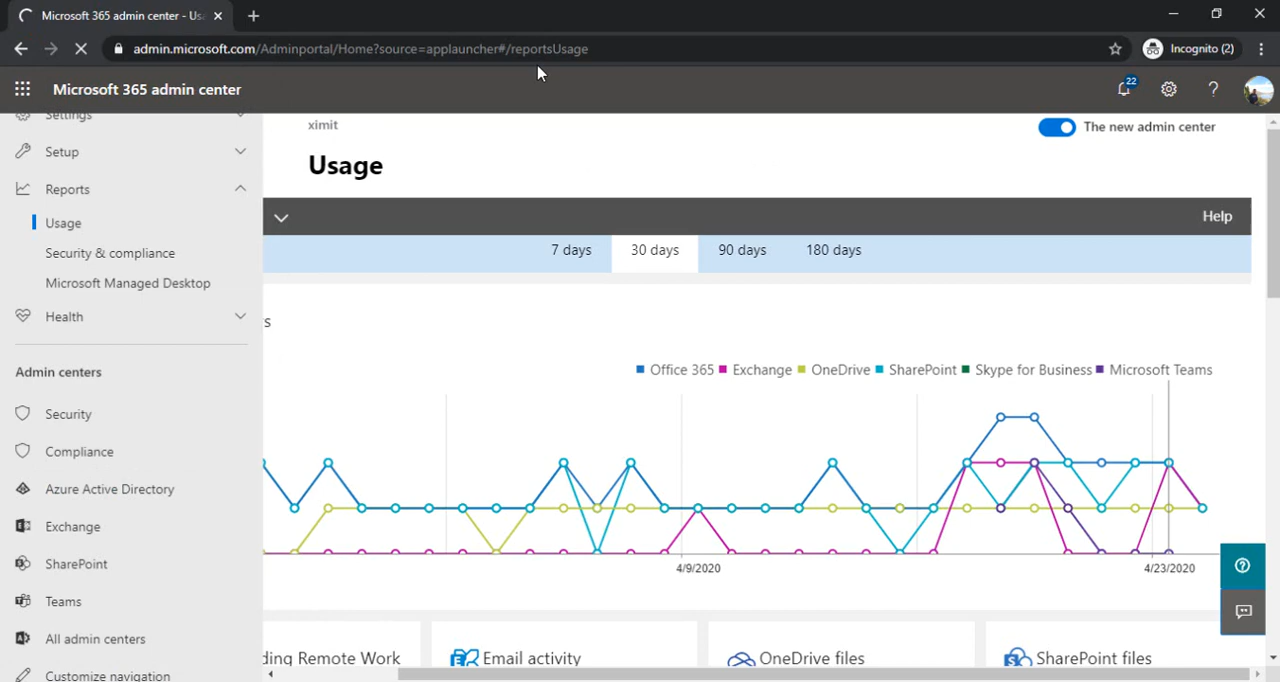 Microsoft 365 admin center - Usa
admin.microsoft.com/Adminportal/Home?source=applauncher#/reportsUsage
Incognito (2)
Microsoft 365 admin center
22
?
Settings
Setup
Reports
Usage
Security & compliance
Microsoft Managed Desktop
Health
Admin centers
Security
Compliance
Azure Active Directory
Exchange
SharePoint
Teams
All admin centers
Customize navigation
ximit
The new admin center
Usage
Help
7 days 30 days 90 days 180 days
s
Office 365 Exchange OneDrive SharePoint Skype for Business Microsoft Teams
4/9/2020 4/23/2020
ding Remote Work Email activity OneDrive files SharePoint files